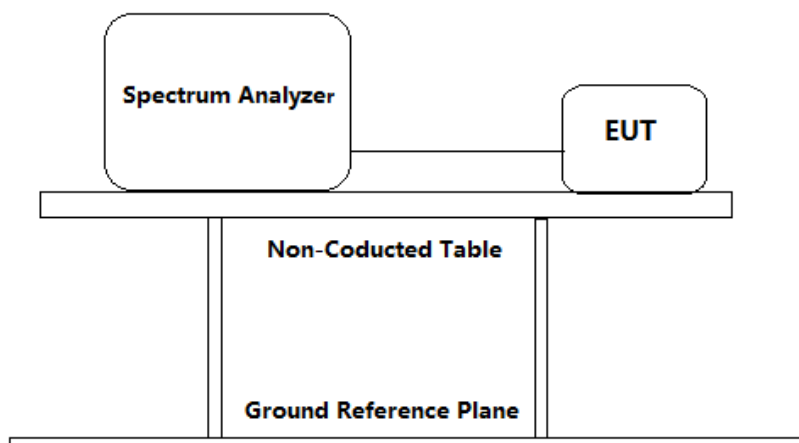 Spectrum Analyzer
EUT
Non-Coducted Table
Ground Reference Plane